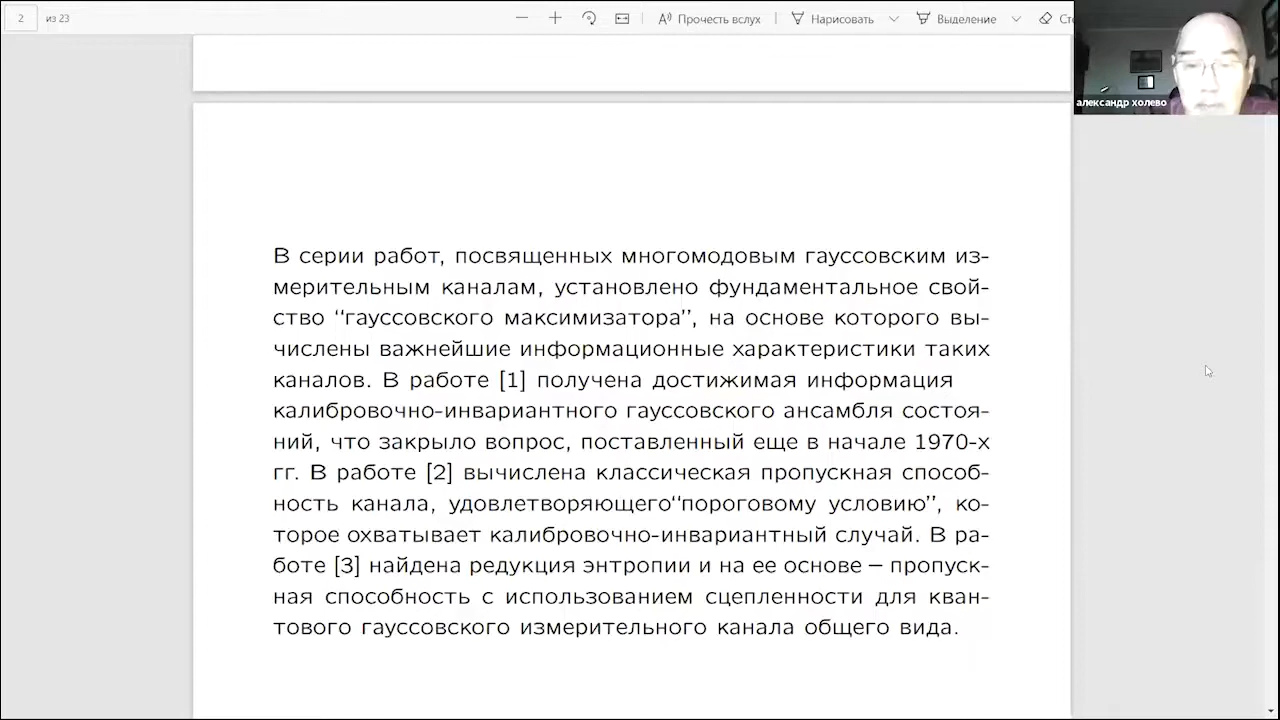 2 из 23
Прочесть вслух
Нарисовать
Выделение
александр холево
В серии работ, посвященных многомодовым гауссовским из-
мерительным каналам, установлено фундаментальное свой-
ство “гауссовского максимизатора”, на основе которого вы-
числены важнейшие информационные характеристики таких
каналов. В работе [1] получена достижимая информация
калибровочно-инвариантного гауссовского ансамбля состоя-
ний, что закрыло вопрос, поставленный еще в начале 1970-х
гг. В работе [2] вычислена классическая пропускная способ-
ность канала, удовлетворяющего“пороговому условию”, ко-
торое охватывает калибровочно-инвариантный случай. В ра-
боте [3] найдена редукция энтропии и на ее основе – пропуск-
ная способность с использованием сцепленности для кван-
тового гауссовского измерительного канала общего вида.